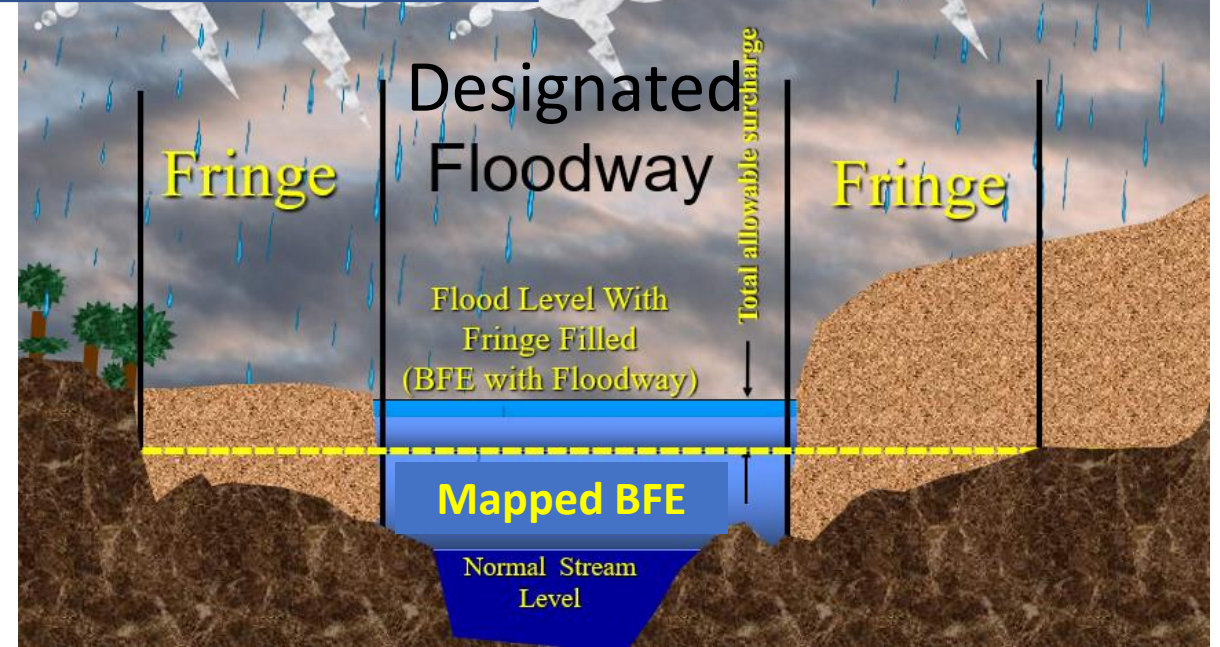 Designated
Floodway
Fringe
Fringe
Total allowable surcharge
Flood Level With
Fringe Filled
(BFE with Floodway)
Mapped BFE
Normal Stream
Level